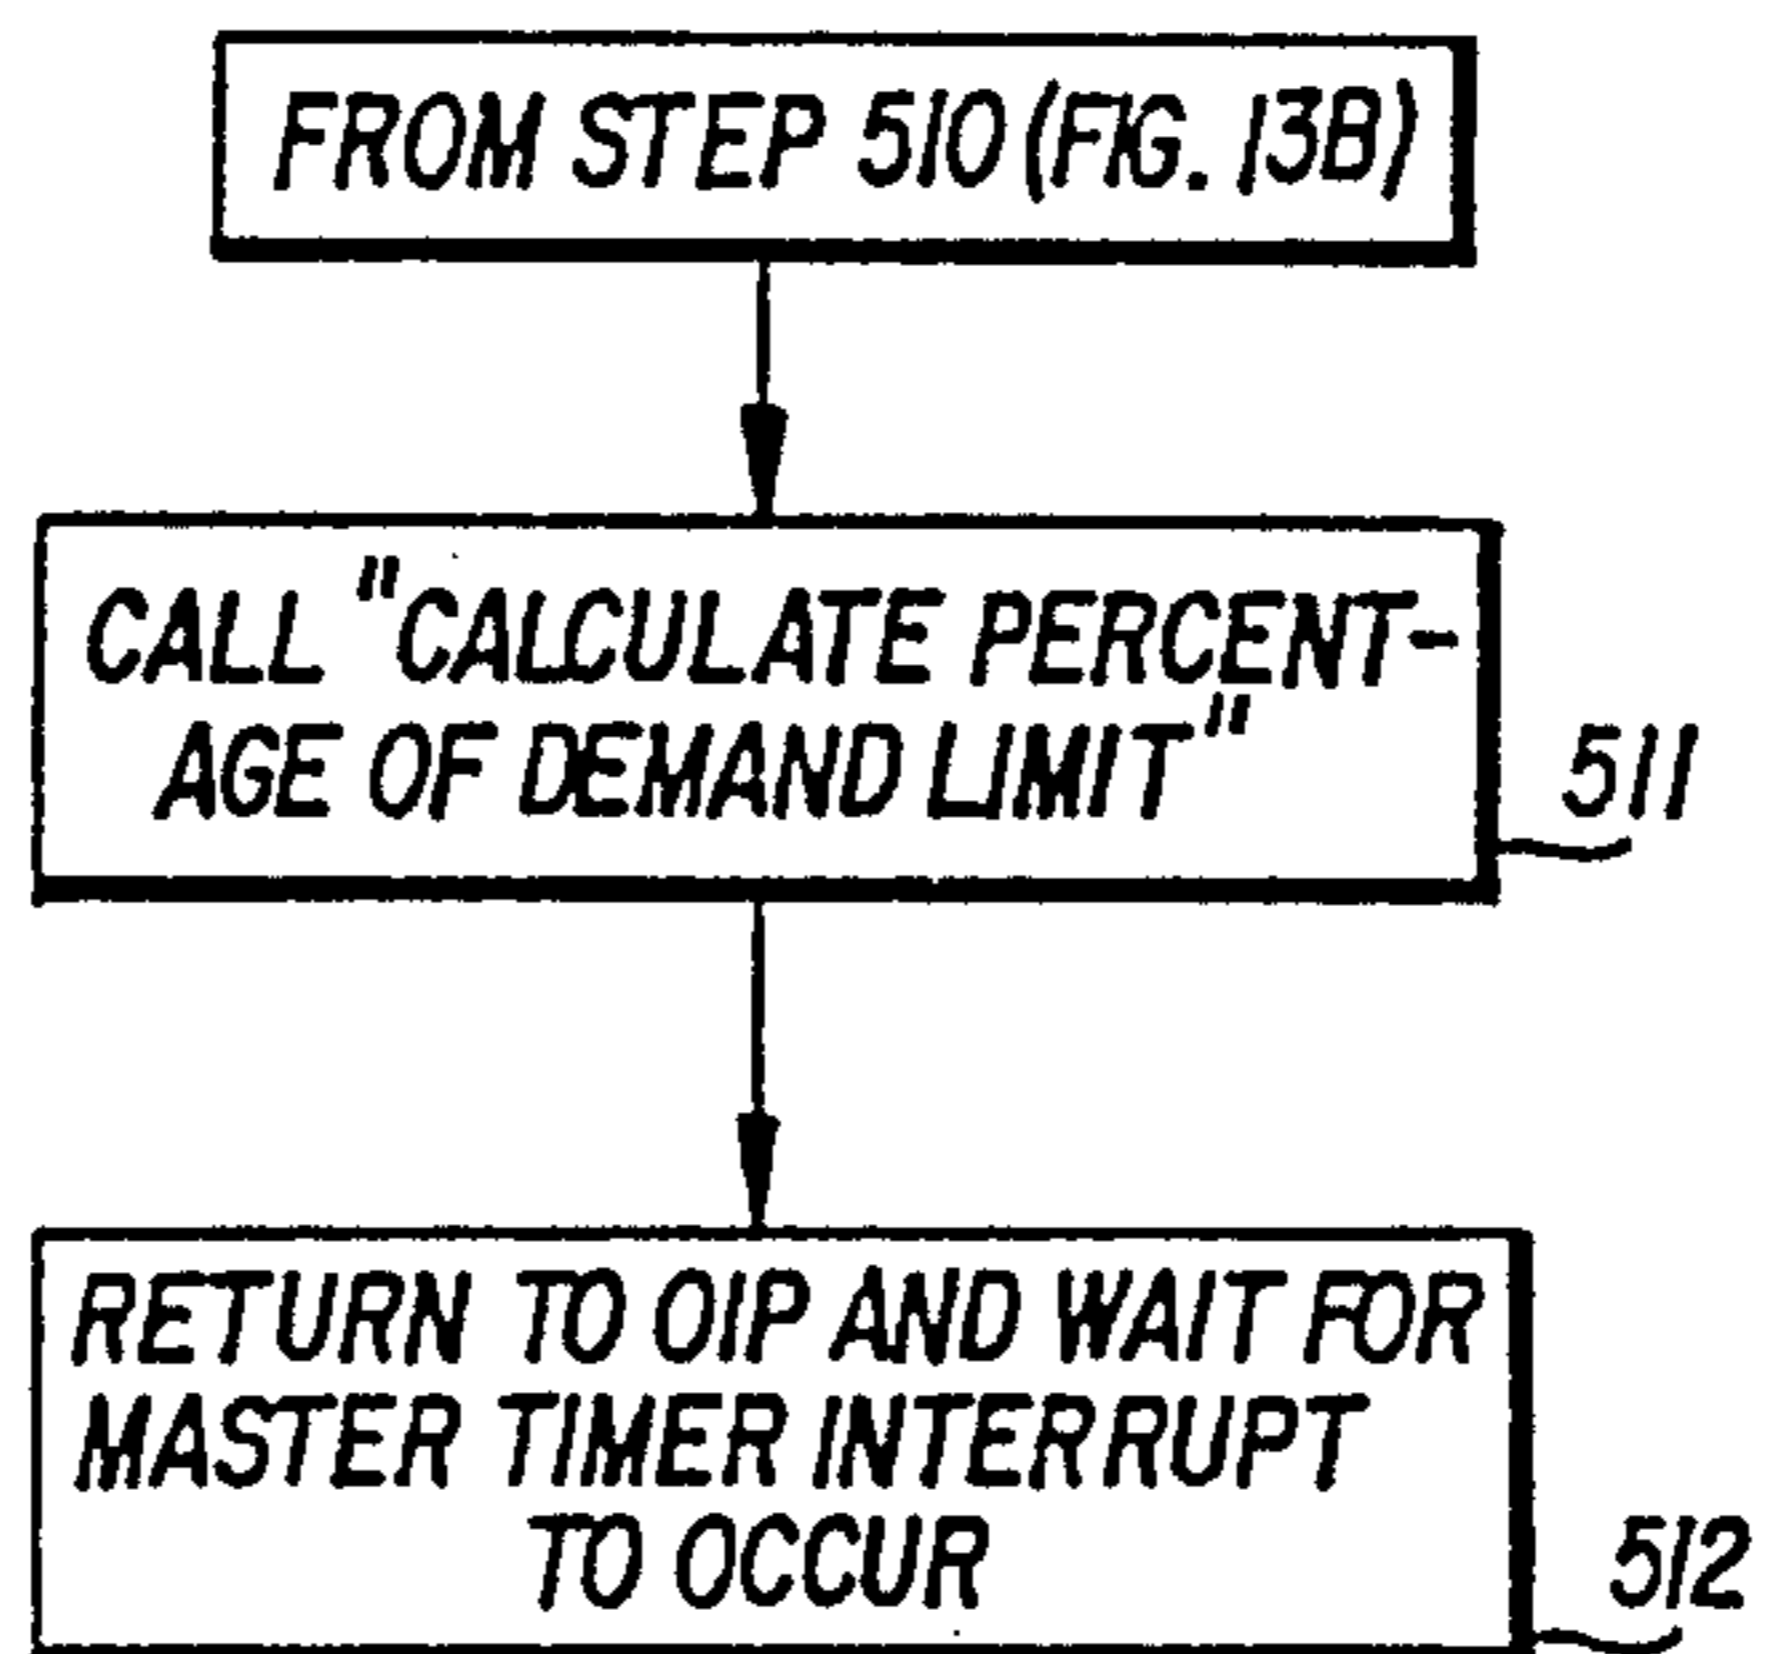 FROM STEP 510 (FIG. 13B)
CALL "CALCULATE PERCENT-
AGE OF DEMAND LIMIT"
511
RETURN TO OIP AND WAIT FOR
MASTER TIMER INTERRUPT
TO OCCUR
512